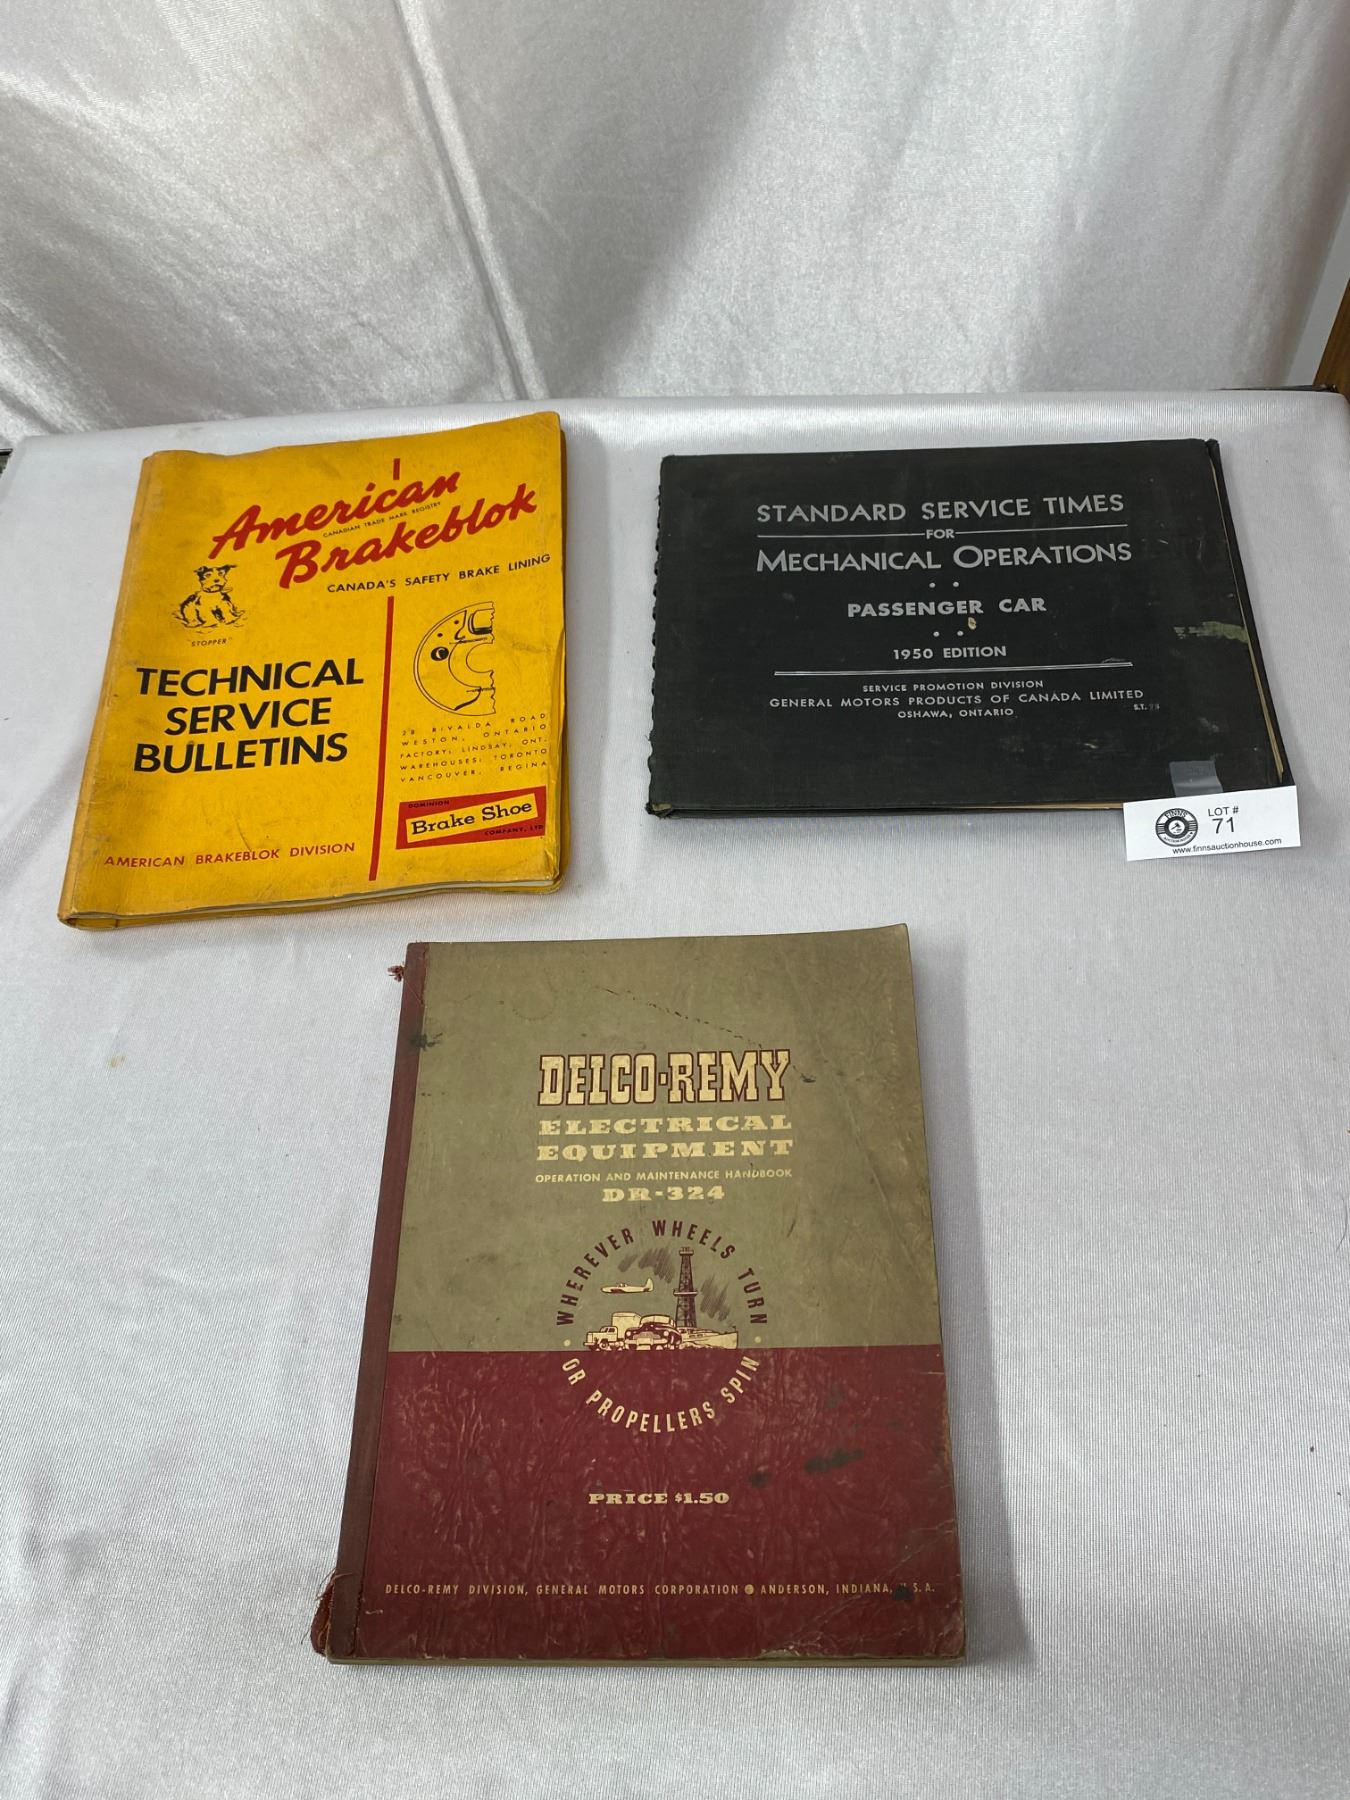 American
CANADIAN TRADE MARK REGISTRY
Brakeblok
CANADA'S SAFETY BRAKE LINING
"STOPPER"
TECHNICAL
SERVICE
BULLETINS
28 RIVALDA ROAD
WESTON, ONTARIO
FACTORY: LINDSAY, ONT.
WAREHOUSES: TORONTO
VANCOUVER, REGINA
DOMINION
Brake Shoe
COMPANY, LTD
AMERICAN BRAKEBLOK DIVISION
STANDARD SERVICE TIMES
FOR
MECHANICAL OPERATIONS
PASSENGER CAR
1950 EDITION
SERVICE PROMOTION DIVISION
GENERAL MOTORS PRODUCTS OF CANADA LIMITED
OSHAWA, ONTARIO
S.T.
FINNS
LOT #
71
www.finnsauctionhouse.com
DELCO-REMY
ELECTRICAL
EQUIPMENT
OPERATION AND MAINTENANCE HANDBOOK
DR-324
WHEREVER WHEELS TURN
OR PROPELLERS SPIN
PRICE $1.50
DELCO-REMY DIVISION, GENERAL MOTORS CORPORATION ● ANDERSON, INDIANA, U.S.A.